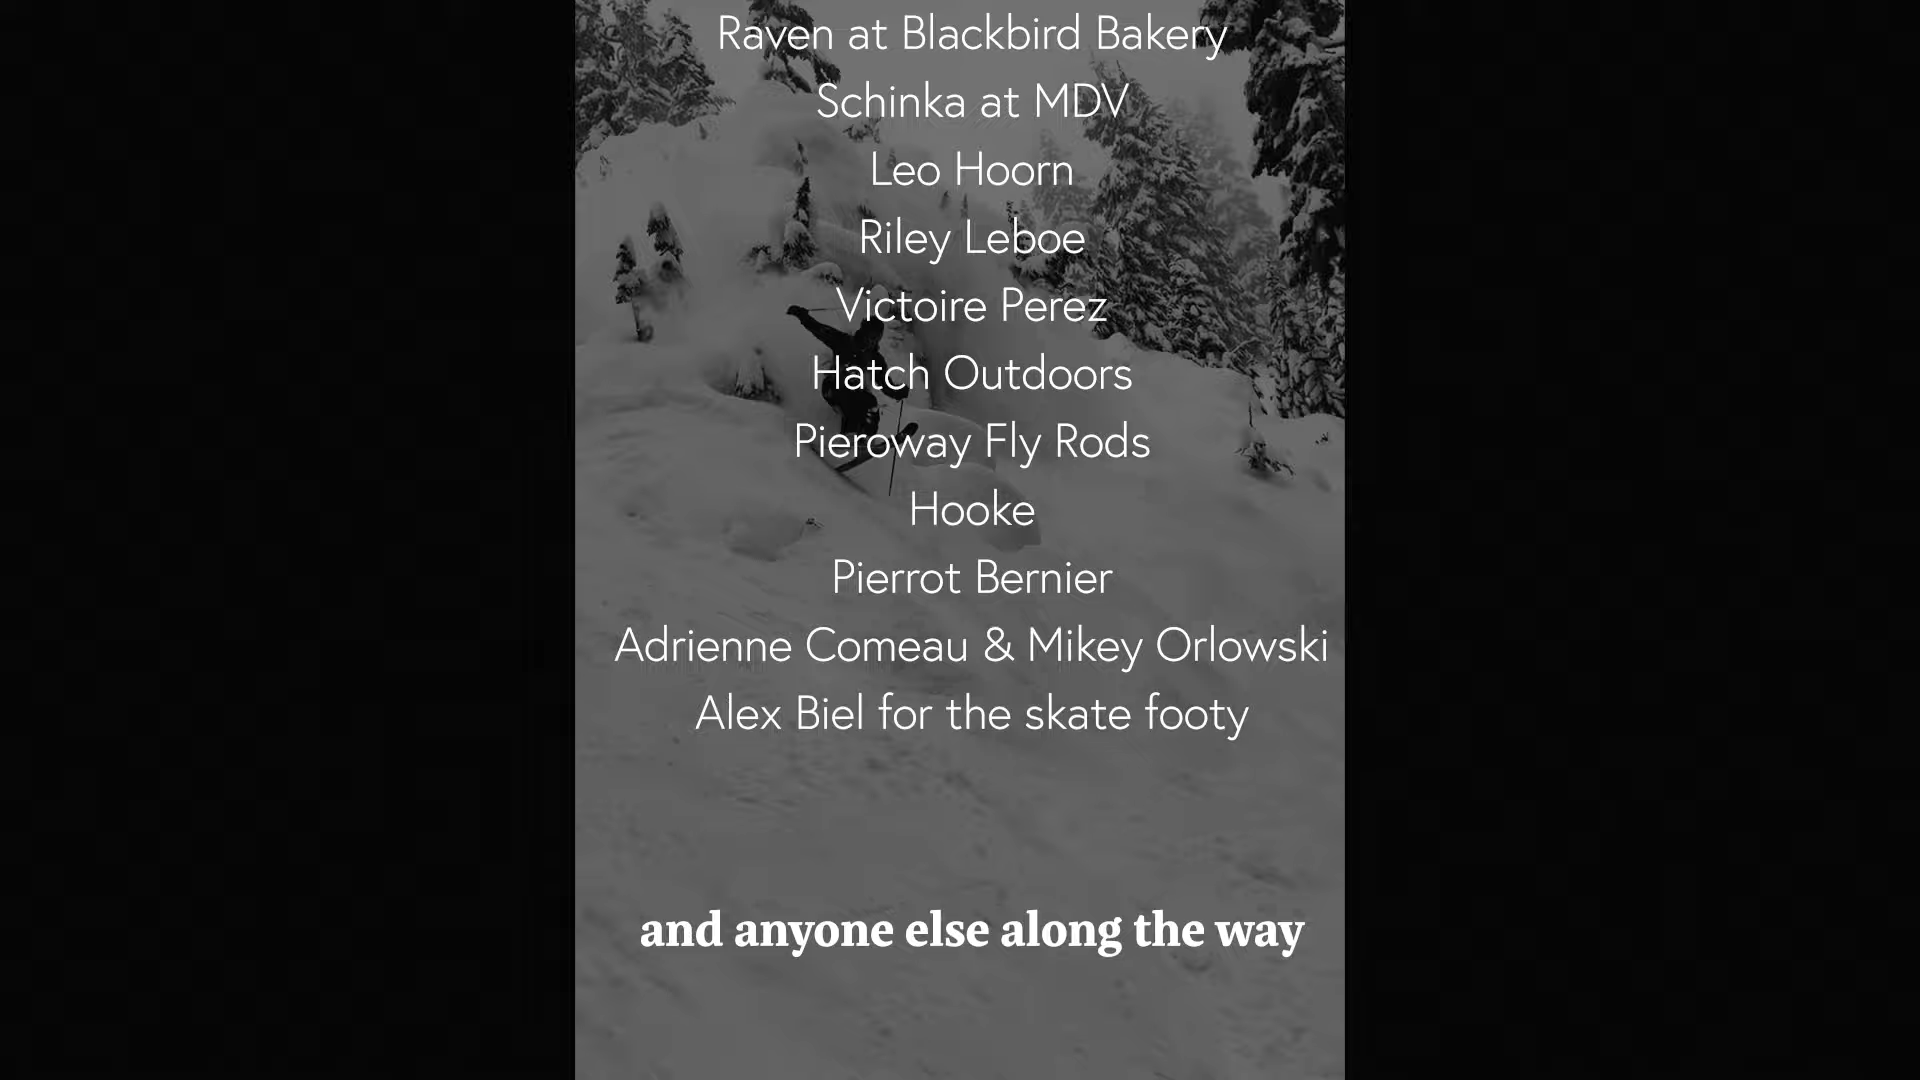 Raven at Blackbird Bakery
Schinka at MDV
Leo Hoorn
Riley Leboe
Victoire Perez
Hatch Outdoors
Pieroway Fly Rods
Hooke
Pierrot Bernier
Adrienne Comeau & Mikey Orlowski
Alex Biel for the skate footy
and anyone else along the way